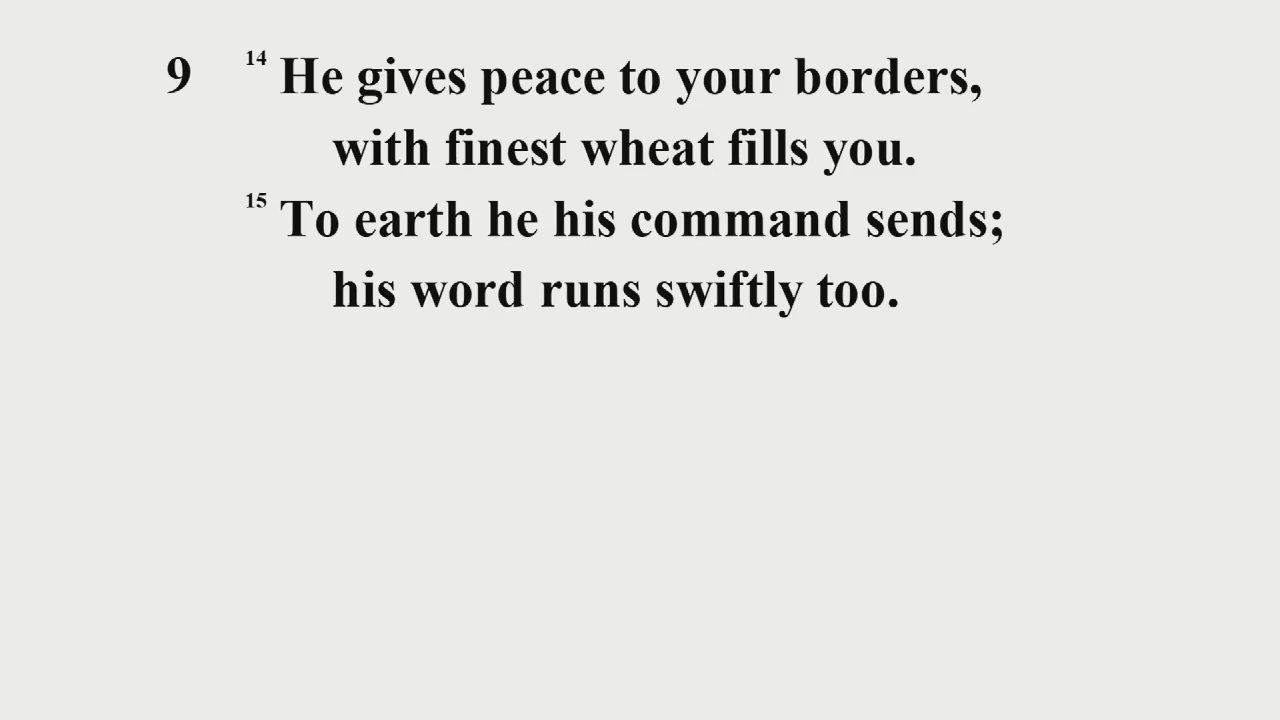 9 14 He gives peace to your borders,
with finest wheat fills you.
15 To earth he his command sends;
his word runs swiftly too.